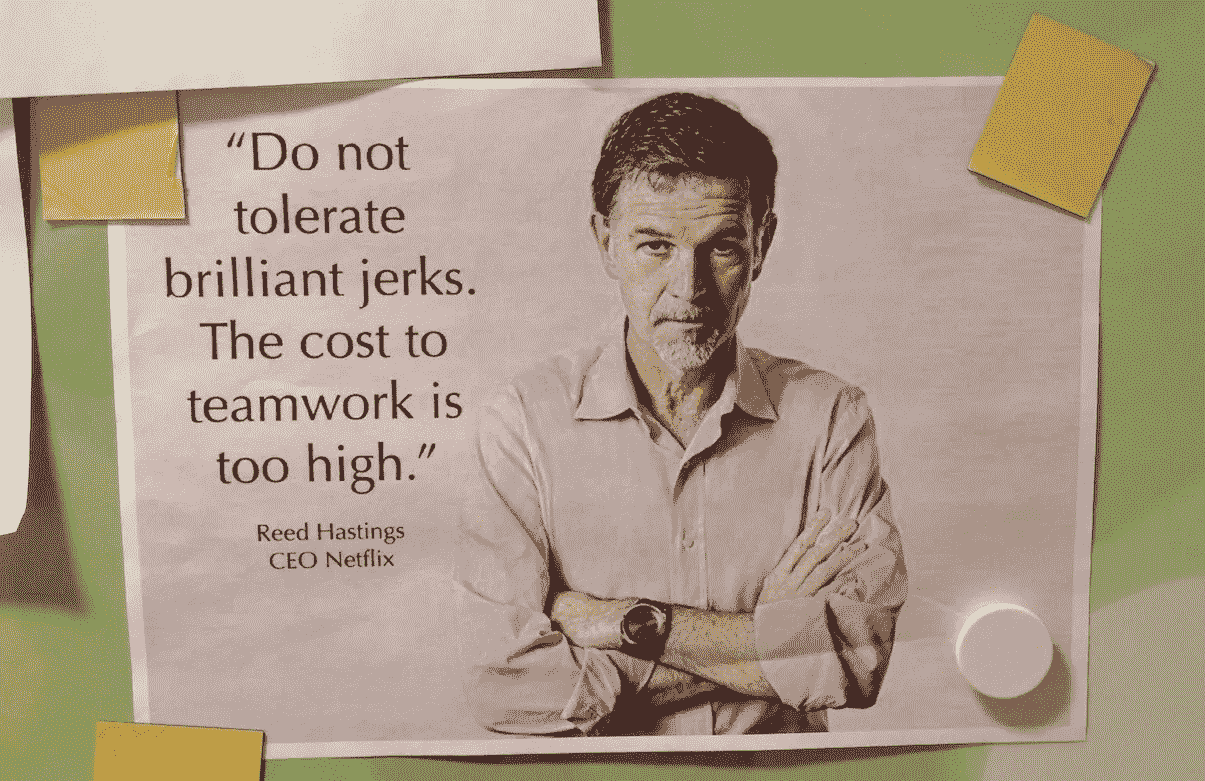 “Do not
tolerate
brilliant jerks.
The cost to
teamwork is
too high.”
Reed Hastings
CEO Netflix